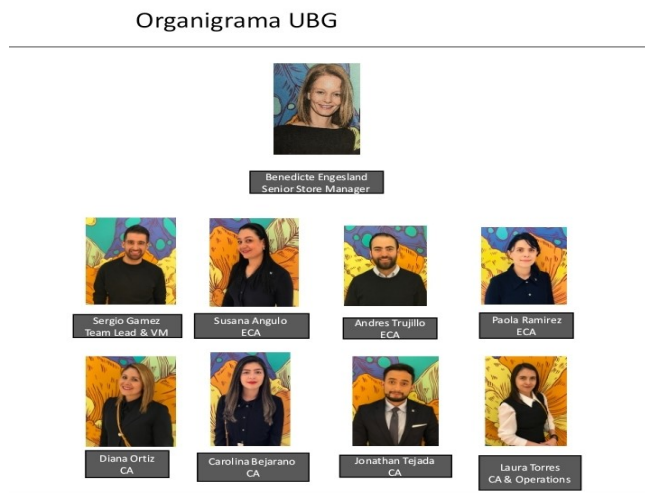 Organigrama UBG
Benedicte Engesland
Senior Store Manager
Sergio Gamez
Team Lead & VM
Susana Angulo
ECA
Andres Trujillo
ECA
Paola Ramirez
ECA
Diana Ortiz
CA
Carolina Bejarano
CA
Jonathan Tejada
CA
Laura Torres
CA & Operations